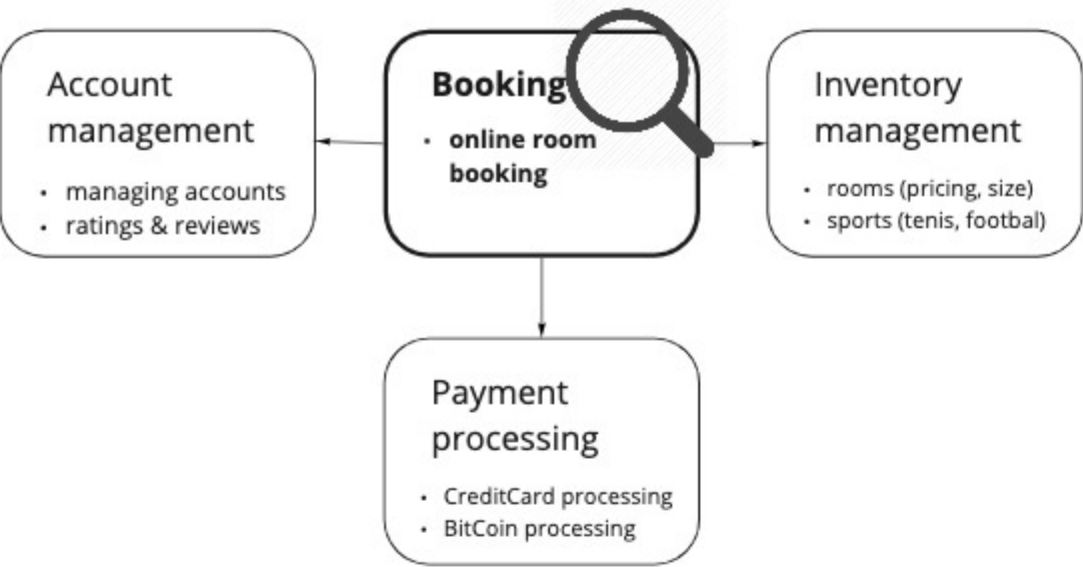 Account
management
• managing accounts
• ratings & reviews
Booking
• online room
booking
Inventory
management
• rooms (pricing, size)
• sports (tenis, footbal)
Payment
processing
• CreditCard processing
• BitCoin processing